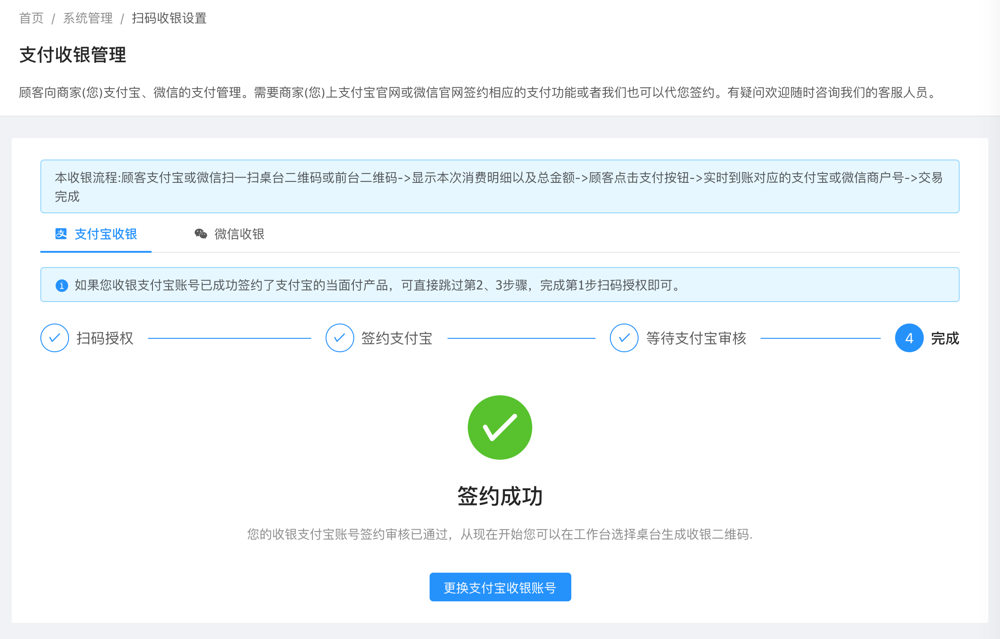 首页 / 系统管理 / 扫码收银设置
支付收银管理
顾客向商家(您)支付宝、微信的支付管理。需要商家(您)上支付宝官网或微信官网签约相应的支付功能或者我们也可以代您签约。有疑问欢迎随时咨询我们的客服人员。
本收银流程:顾客支付宝或微信扫一扫桌台二维码或前台二维码->显示本次消费明细以及总金额->顾客点击支付按钮->实时到账对应的支付宝或微信商户号->交易
完成
支付宝收银 微信收银
如果您收银支付宝账号已成功签约了支付宝的当面付产品，可直接跳过第2、3步骤，完成第1步扫码授权即可。
扫码授权 签约支付宝 等待支付宝审核 4 完成
签约成功
您的收银支付宝账号签约审核已通过，从现在开始您可以在工作台选择桌台生成收银二维码.
更换支付宝收银账号